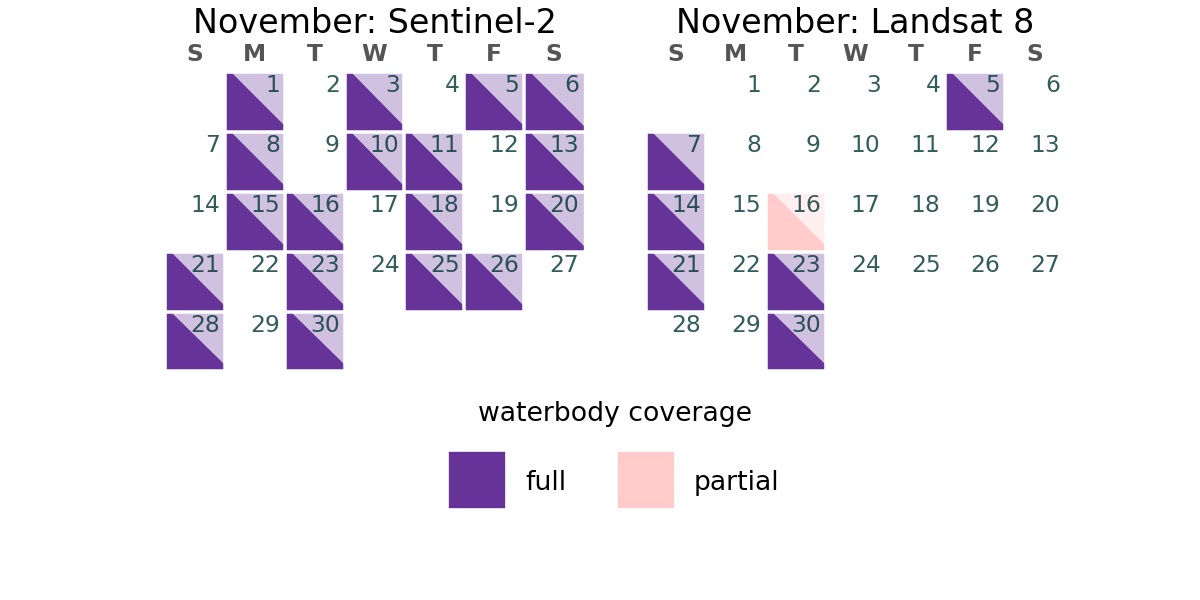 November: Sentinel-2
S M T W T F S
1 2 3 4 5 6
7 8 9 10 11 12 13
14 15 16 17 18 19 20
21 22 23 24 25 26 27
28 29 30
November: Landsat 8
S M T W T F S
1 2 3 4 5 6
7 8 9 10 11 12 13
14 15 16 17 18 19 20
21 22 23 24 25 26 27
28 29 30
waterbody coverage
full
partial